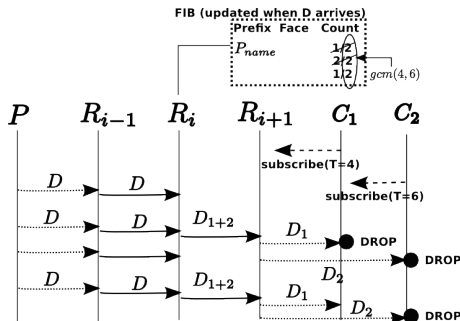 FIB (updated when D arrives)
Prefix Face Count
P_name 1/2
2/2
1/2
gcm(4,6)
P R_{i-1} R_i R_{i+1} C_1 C_2
subscribe(T=4)
subscribe(T=6)
D D
D D D_{1+2} D_1
DROP
DROP
D_2
D D D_{1+2} D_1 D_2
DROP